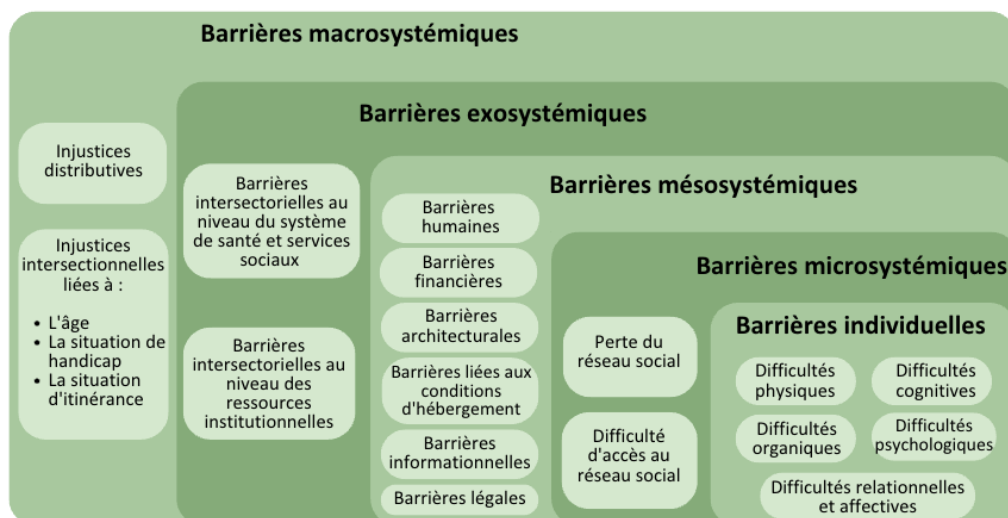 Barrières macrosystémiques
Injustices
distributives
Injustices
intersectionnelles
liées à :
• L'âge
• La situation de
handicap
• La situation
d'itinérance
Barrières exosystémiques
Barrières
intersectorielles au
niveau du système
de santé et services
sociaux
Barrières
intersectorielles au
niveau des
ressources
institutionnelles
Barrières mésosystémiques
Barrières
humaines
Barrières
financières
Barrières
architecturales
Barrières liées aux
conditions
d'hébergement
Barrières
informationnelles
Barrières légales
Barrières microsystémiques
Perte du
réseau social
Difficulté
d'accès au
réseau social
Barrières individuelles
Difficultés
physiques
Difficultés
cognitives
Difficultés
organiques
Difficultés
psychologiques
Difficultés relationnelles
et affectives